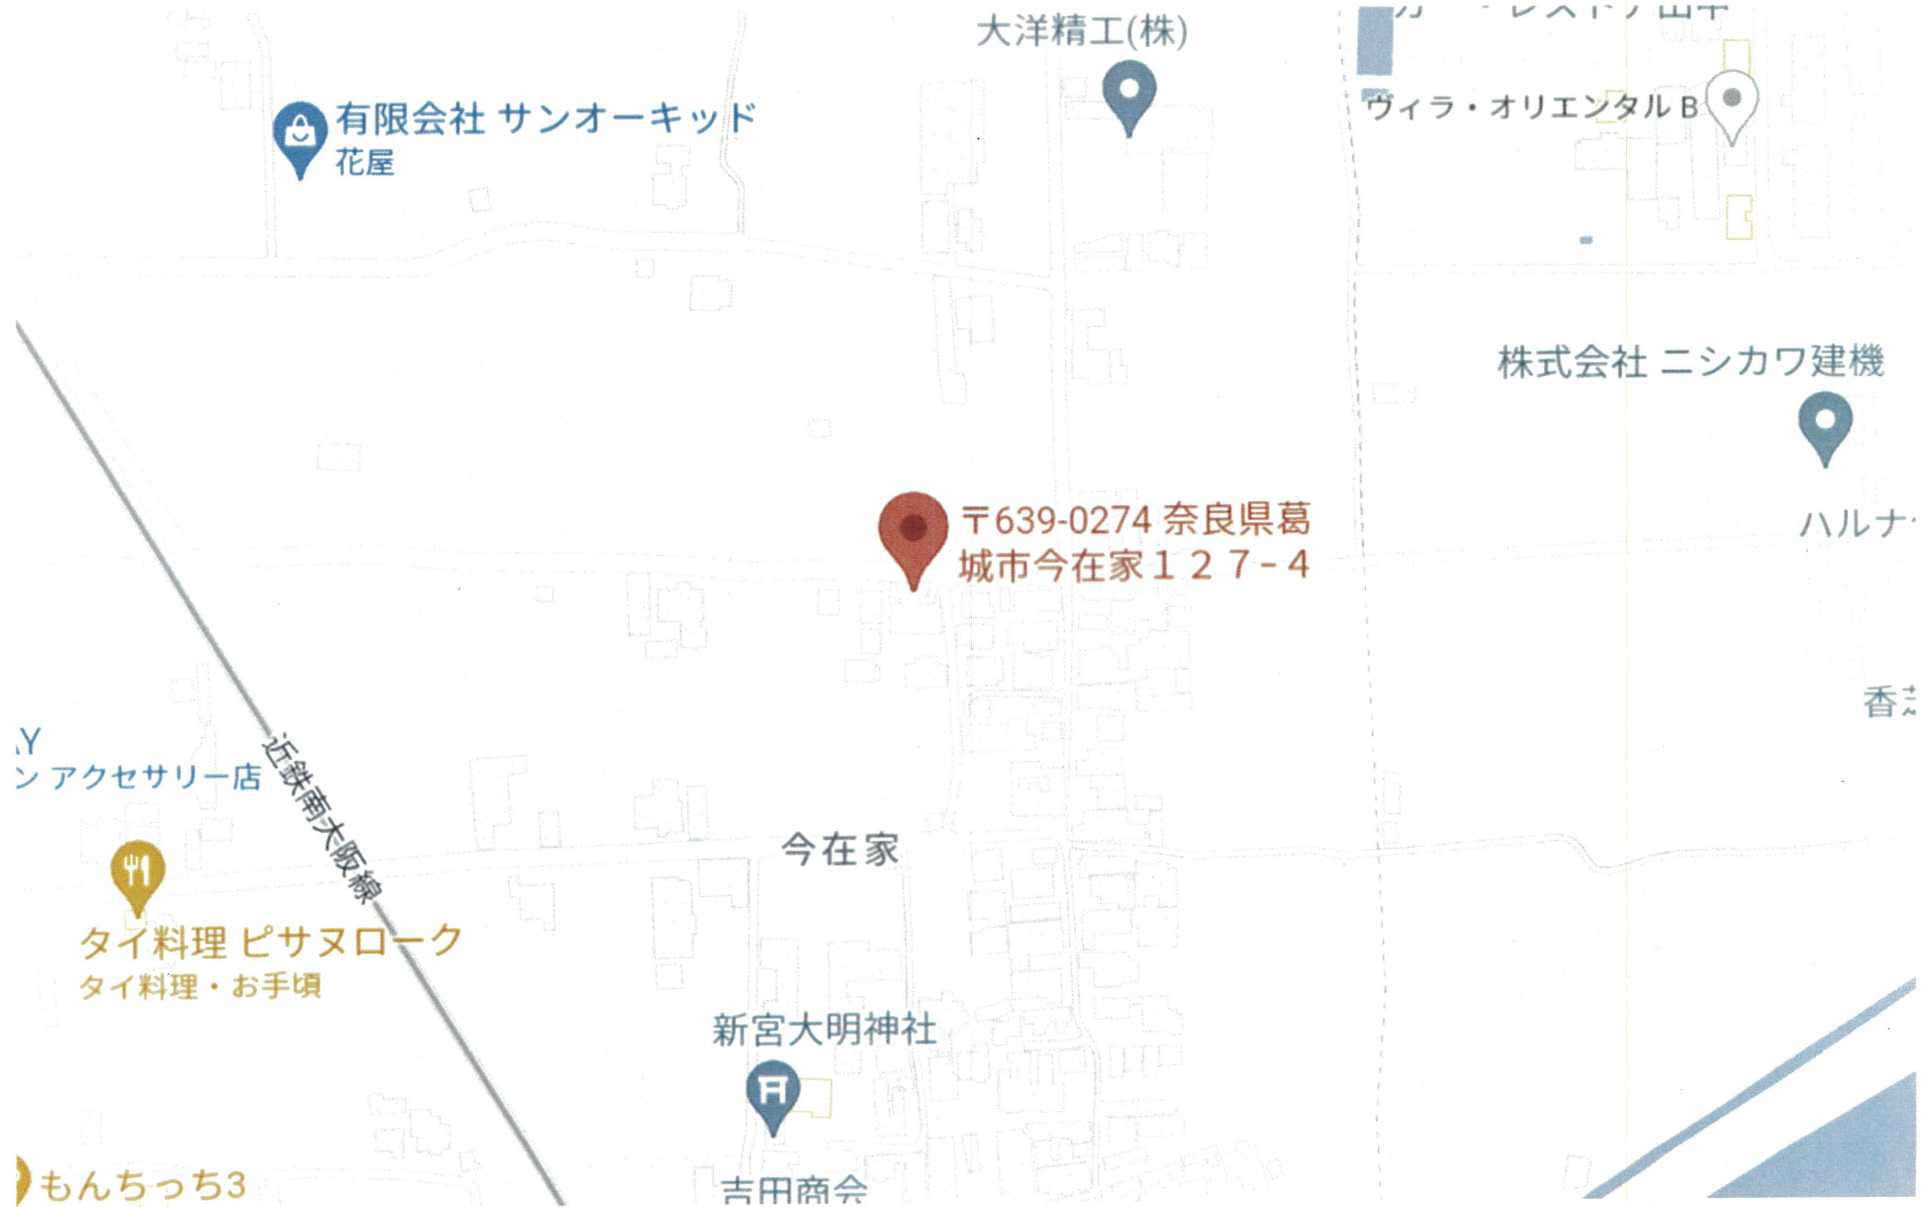 大洋精工(株)
有限会社 サンオーキッド
花屋
ヴィラ・オリエンタル B
株式会社 ニシカワ建機
〒639-0274 奈良県葛
城市今在家１２７−４
ハルナ
香芝
Y
ン アクセサリー店
近鉄南大阪線
今在家
タイ料理 ピサヌローク
タイ料理・お手頃
新宮大明神社
もんちっち3
吉田商会